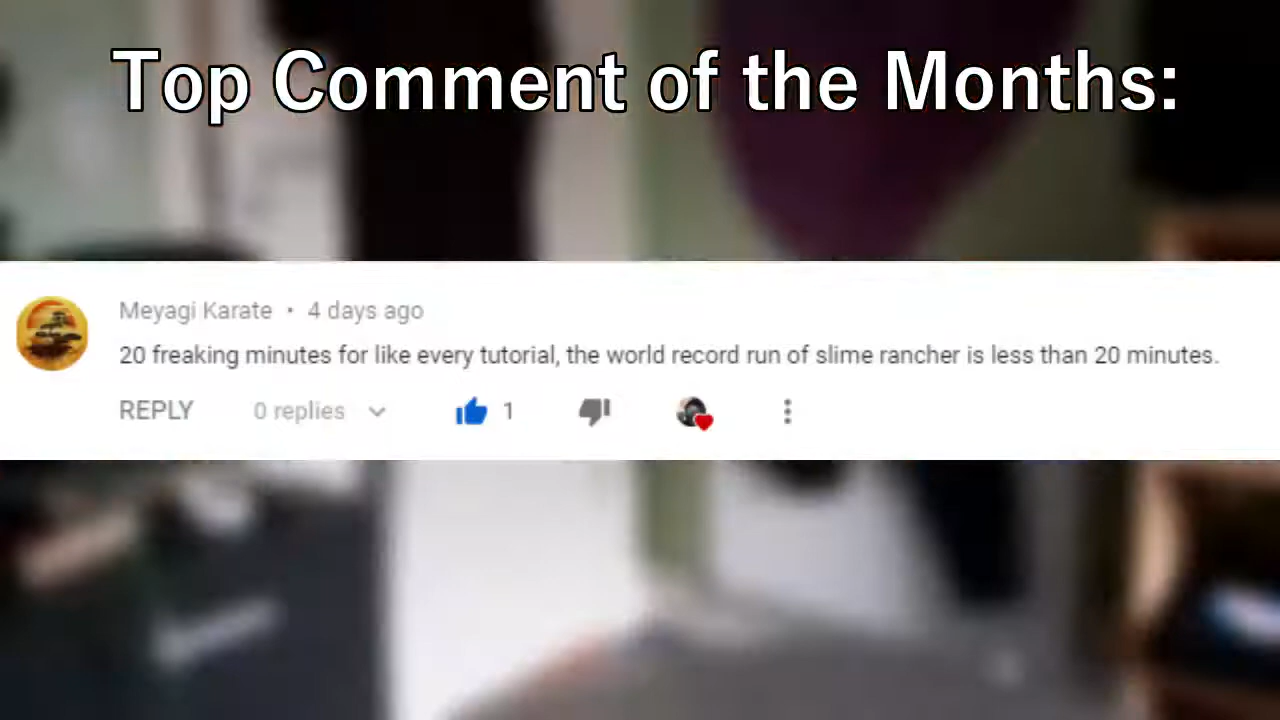 Top Comment of the Months:
Meyagi Karate • 4 days ago
20 freaking minutes for like every tutorial, the world record run of slime rancher is less than 20 minutes.
REPLY 0 replies 1